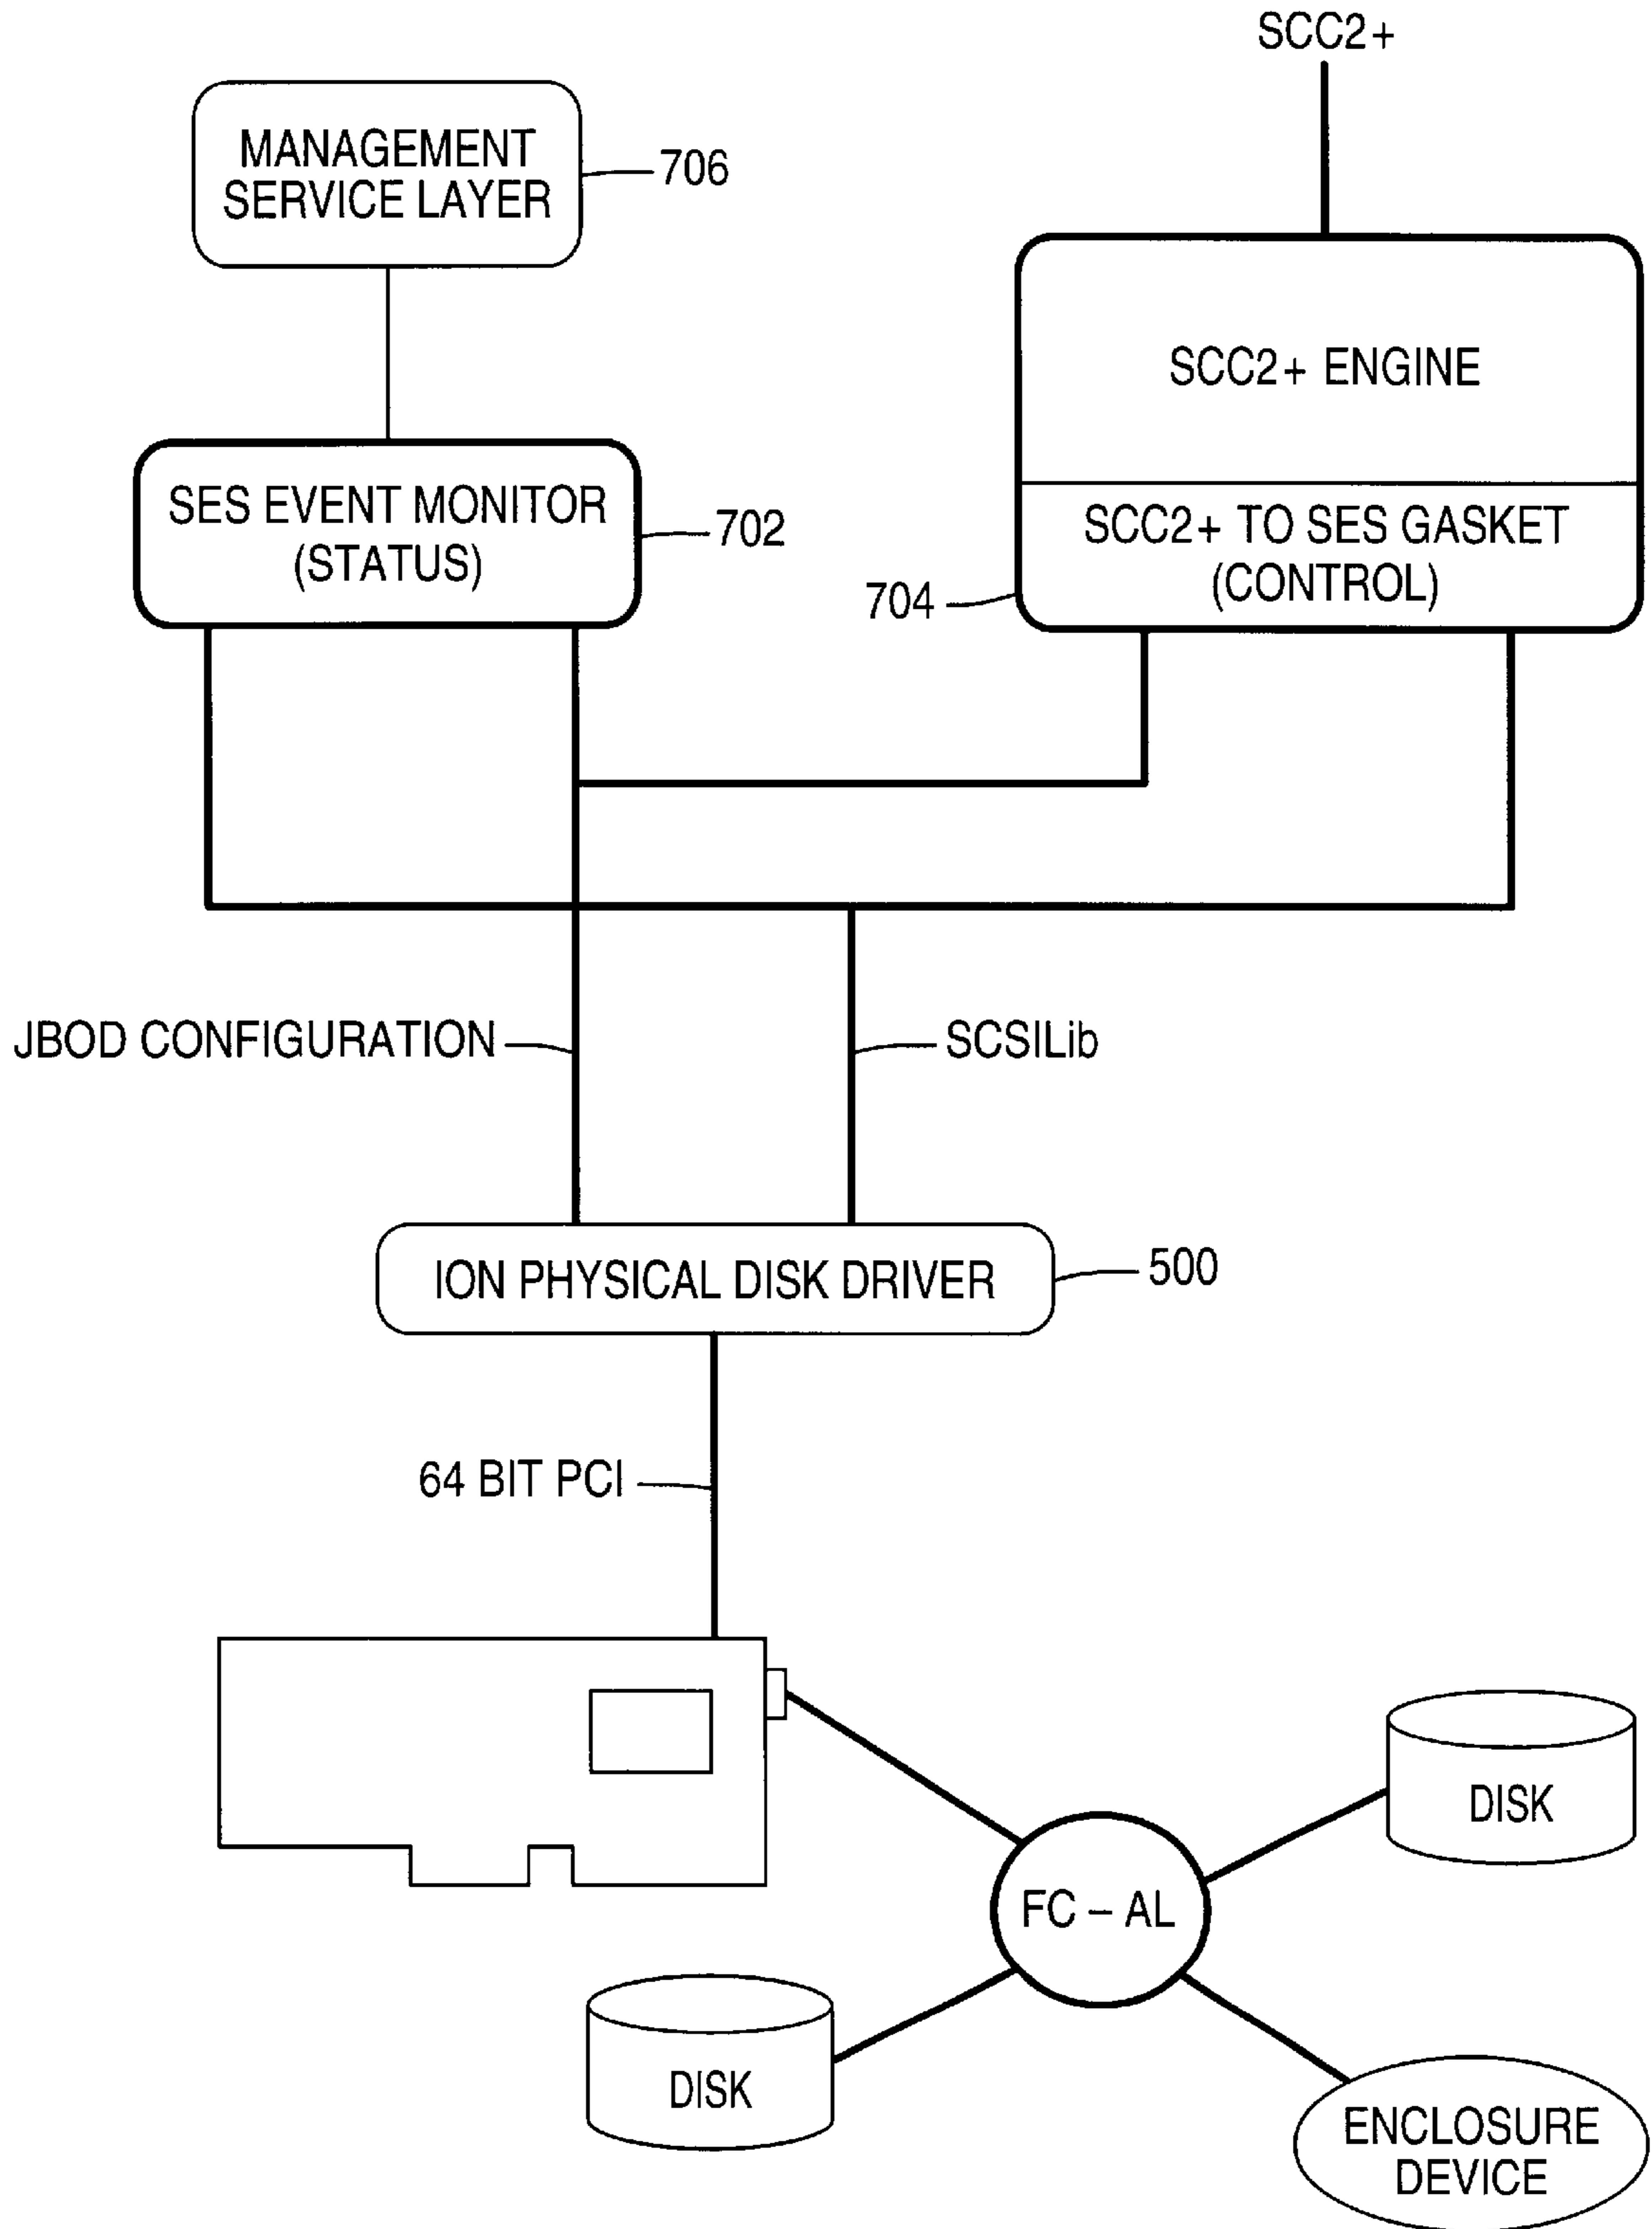 SCC2+
MANAGEMENT
SERVICE LAYER
706
SCC2+ ENGINE
SES EVENT MONITOR
(STATUS)
702
SCC2+ TO SES GASKET
(CONTROL)
704
JBOD CONFIGURATION
SCSILib
ION PHYSICAL DISK DRIVER
500
64 BIT PCI
DISK
FC – AL
DISK
ENCLOSURE
DEVICE